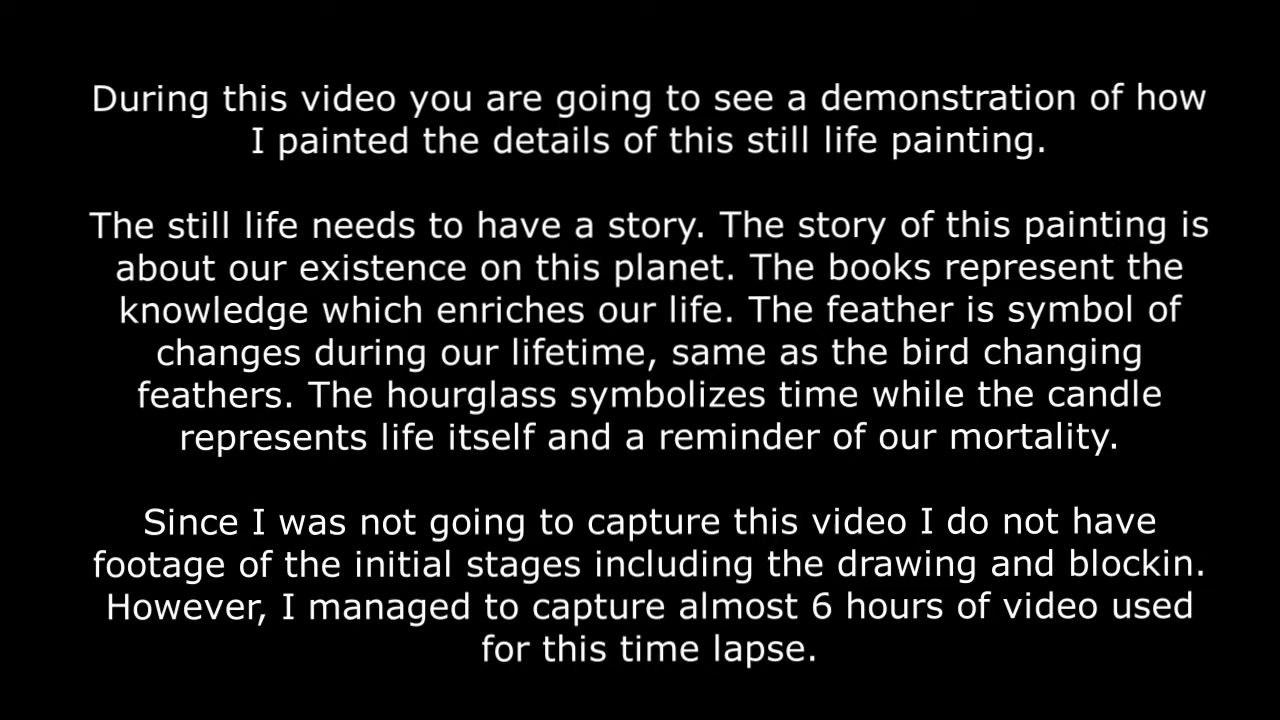 During this video you are going to see a demonstration of how
I painted the details of this still life painting.
The still life needs to have a story. The story of this painting is
about our existence on this planet. The books represent the
knowledge which enriches our life. The feather is symbol of
changes during our lifetime, same as the bird changing
feathers. The hourglass symbolizes time while the candle
represents life itself and a reminder of our mortality.
Since I was not going to capture this video I do not have
footage of the initial stages including the drawing and blockin.
However, I managed to capture almost 6 hours of video used
for this time lapse.